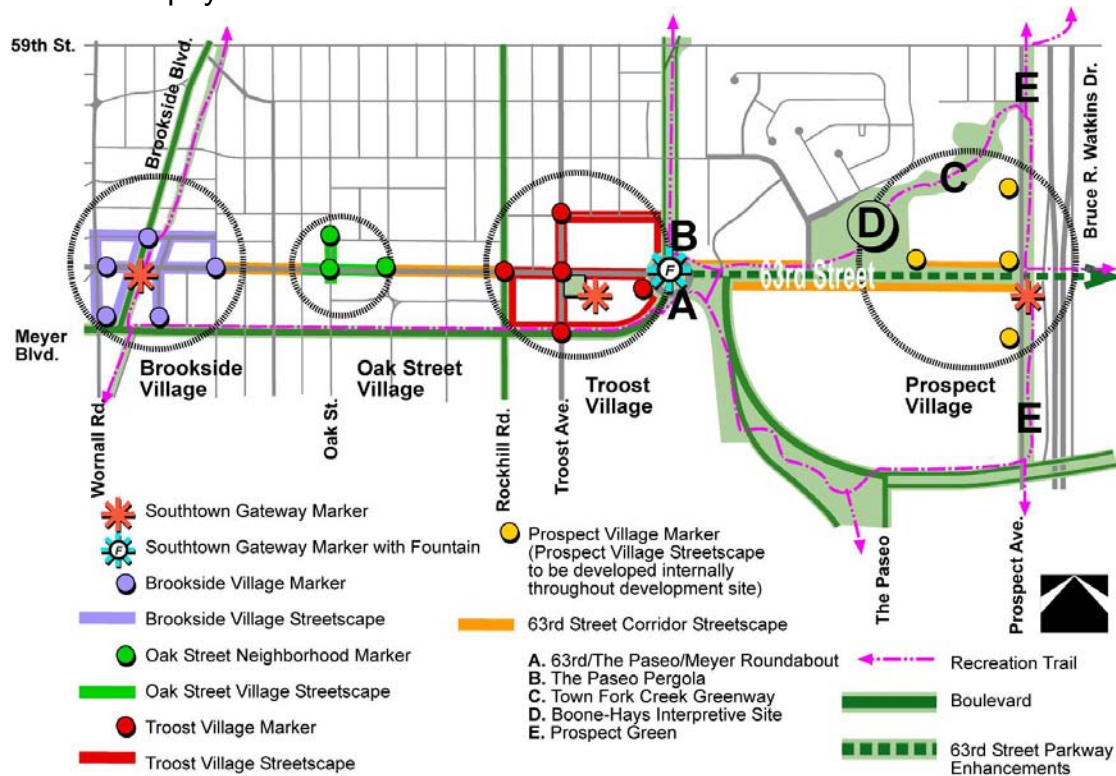 59th St.
Brookside Blvd.
Brookside Blvd.
Bruce R. Watkins Dr.
E
C
D
B
F
63rd Street
A
Meyer
Blvd.
Brookside
Village
Oak Street
Village
Troost
Village
Prospect
Village
E
Wornall Rd.
Oak St.
Rockhill Rd.
Troost Ave.
The Paseo
Prospect Ave.
Southtown Gateway Marker
F
Southtown Gateway Marker with Fountain
Brookside Village Marker
Brookside Village Streetscape
Oak Street Neighborhood Marker
Oak Street Village Streetscape
Troost Village Marker
Troost Village Streetscape
Prospect Village Marker
(Prospect Village Streetscape
to be developed internally
throughout development site)
63rd Street Corridor Streetscape
A. 63rd/The Paseo/Meyer Roundabout
B. The Paseo Pergola
C. Town Fork Creek Greenway
D. Boone-Hays Interpretive Site
E. Prospect Green
Recreation Trail
Boulevard
63rd Street Parkway
Enhancements